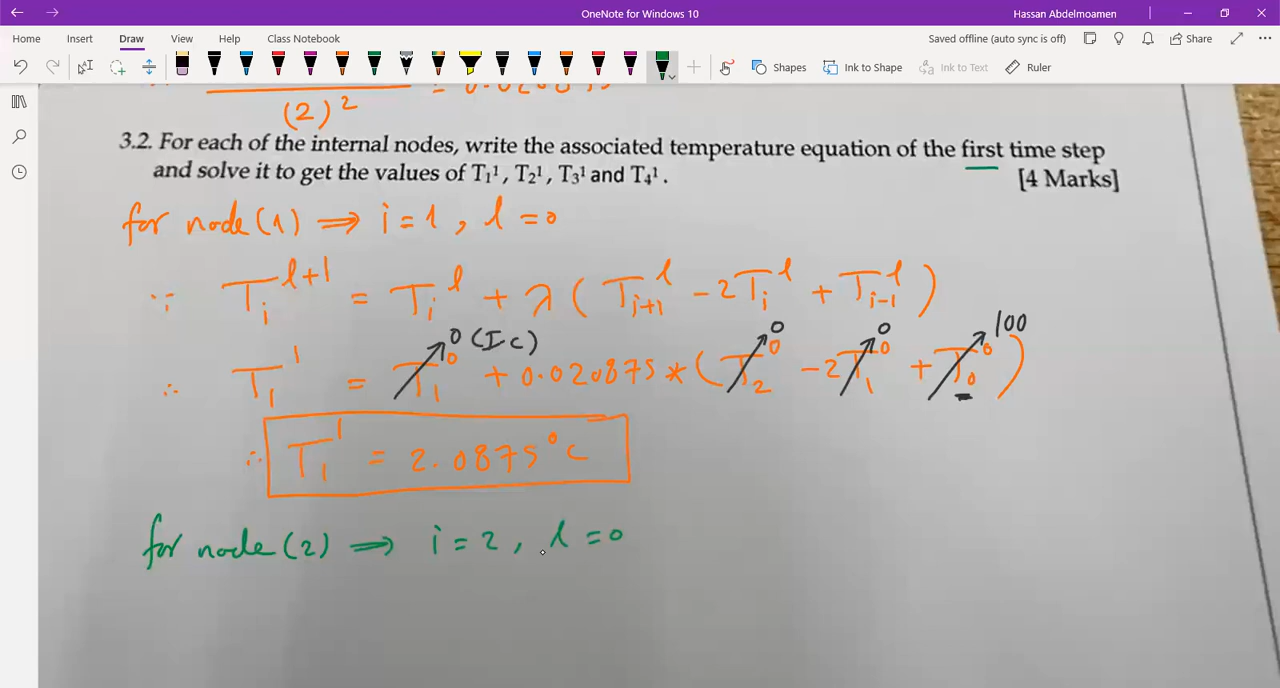 OneNote for Windows 10
Hassan Abdelmoamen
Home Insert Draw View Help Class Notebook
Saved offline (auto sync is off) Share
Shapes Ink to Shape Ink to Text Ruler
(2)²
3.2. For each of the internal nodes, write the associated temperature equation of the first time step
and solve it to get the values of T₁¹, T₂¹, T₃¹ and T₄¹.
[4 Marks]
for node(1) ⟹ i=1, l=0
∵ Tᵢˡ⁺¹ = Tᵢˡ + λ(Tᵢ₊₁ˡ - 2Tᵢˡ + Tᵢ₋₁ˡ)
0 (IC) 0 0 100
∴ T₁¹ = T₁⁰ + 0.020875*(T₂⁰ - 2T₁⁰ + T₀⁰)
∴ T₁¹ = 2.0875°C
for node(2) ⟹ i=2, l=0